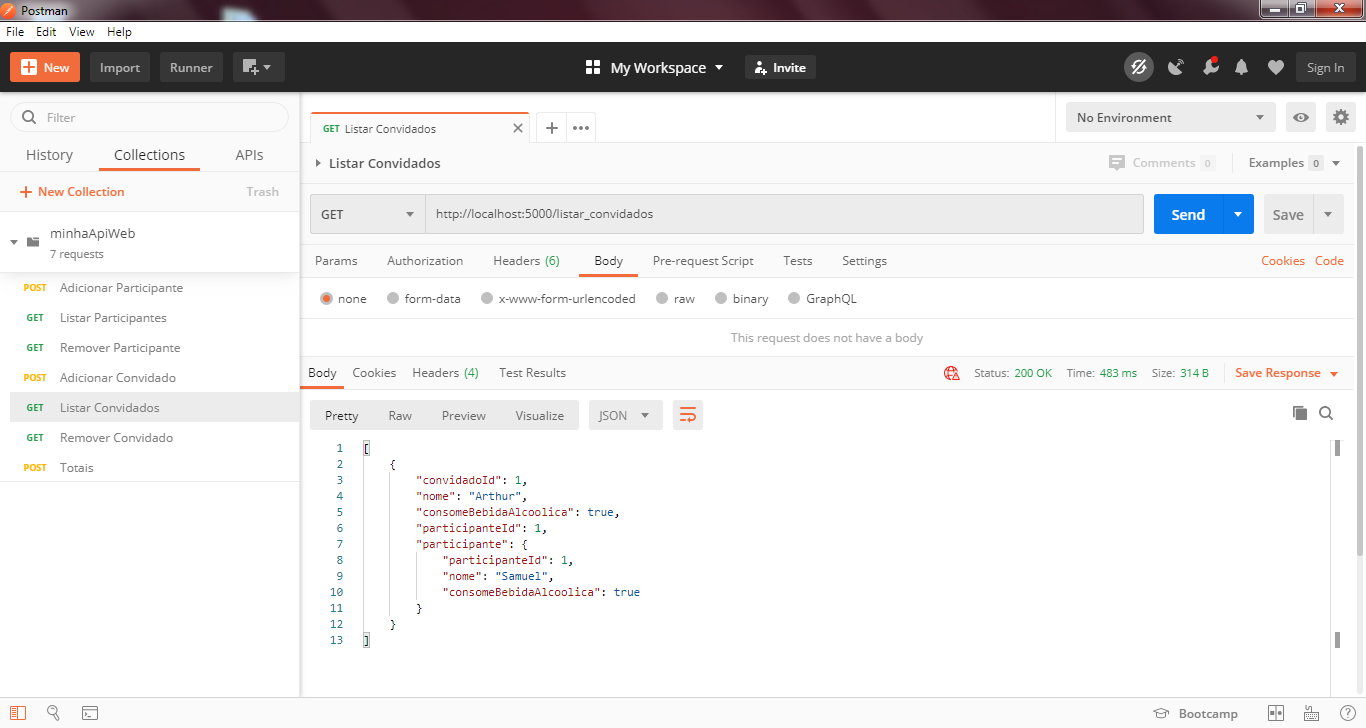 Postman
File Edit View Help
New Import Runner My Workspace Invite Sign In
Filter
History Collections APIs
+ New Collection Trash
minhaApiWeb
7 requests
POST Adicionar Participante
GET Listar Participantes
GET Remover Participante
POST Adicionar Convidado
GET Listar Convidados
GET Remover Convidado
POST Totais
GET Listar Convidados
No Environment
Listar Convidados Comments 0 Examples 0
GET http://localhost:5000/listar_convidados Send Save
Params Authorization Headers (6) Body Pre-request Script Tests Settings Cookies Code
none form-data x-www-form-urlencoded raw binary GraphQL
This request does not have a body
Body Cookies Headers (4) Test Results Status: 200 OK Time: 483 ms Size: 314 B Save Response
Pretty Raw Preview Visualize JSON
1 [
2 {
3 "convidadoId": 1,
4 "nome": "Arthur",
5 "consomeBebidaAlcoolica": true,
6 "participanteId": 1,
7 "participante": {
8 "participanteId": 1,
9 "nome": "Samuel",
10 "consomeBebidaAlcoolica": true
11 }
12 }
13 ]
Bootcamp